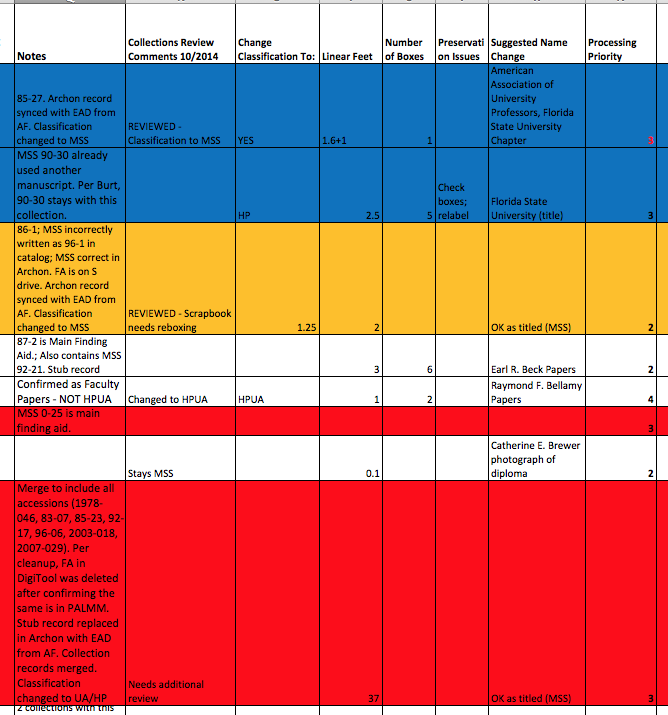 Notes
Collections Review
Comments 10/2014
Change
Classification To:
Linear Feet
Number
of Boxes
Preservati
on Issues
Suggested Name
Change
Processing
Priority
85-27. Archon record
synced with EAD from
AF. Classification
changed to MSS
REVIEWED -
Classification to MSS
YES
1.6+1
1
American
Association of
University
Professors, Florida
State University
Chapter
3
MSS 90-30 already
used another
manuscript. Per Burt,
90-30 stays with this
collection.
HP
2.5
5
Check
boxes;
relabel
Florida State
University (title)
3
86-1; MSS incorrectly
written as 96-1 in
catalog; MSS correct in
Archon. FA is on S
drive. Archon record
synced with EAD from
AF. Classification
changed to MSS
REVIEWED - Scrapbook
needs reboxing
1.25
2
OK as titled (MSS)
2
87-2 is Main Finding
Aid.; Also contains MSS
92-21. Stub record
3
6
Earl R. Beck Papers
2
Confirmed as Faculty
Papers - NOT HPUA
Changed to HPUA
HPUA
1
2
Raymond F. Bellamy
Papers
4
MSS 0-25 is main
finding aid.
3
Stays MSS
0.1
Catherine E. Brewer
photograph of
diploma
2
Merge to include all
accessions (1978-
046, 83-07, 85-23, 92-
17, 96-06, 2003-018,
2007-029). Per
cleanup, FA in
DigiTool was deleted
after confirming the
same is in PALMM.
Stub record replaced
in Archon with EAD
from AF. Collection
records merged.
Classification
changed to UA/HP
Needs additional
review
37
OK as titled (MSS)
3
2 collections with this